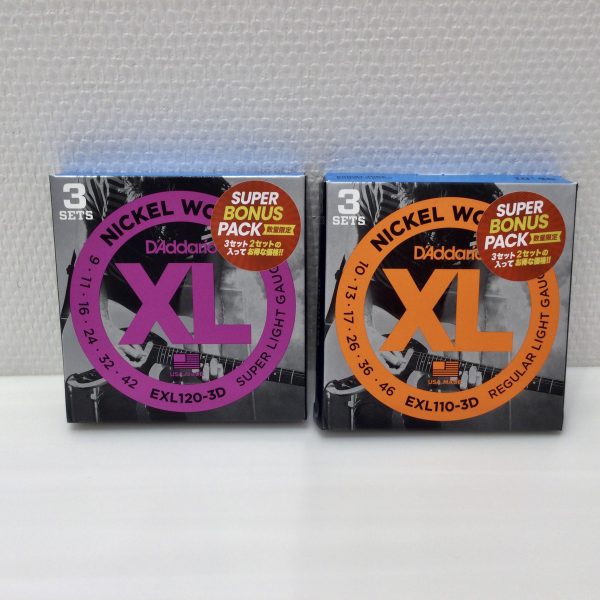 3
SETS
NICKEL WO
D'Addario
XL
9 · 11 · 16 · 24 · 32 · 42
USA MADE
EXL120-3D
SUPER LIGHT GAUG
SUPER
BONUS
PACK
数量限定
3セット2セットの
入ってお得な価格!!
3
SETS
NICKEL WO
D'Addario
XL
10 · 13 · 17 · 26 · 36 · 46
USA MADE
EXL110-3D
REGULAR LIGHT GAUG
SUPER
BONUS
PACK
数量限定
3セット2セットの
入ってお得な価格!!